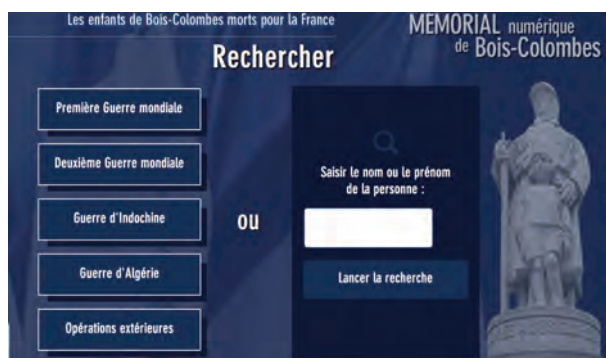 Les enfants de Bois-Colombes morts pour la France
MEMORIAL numérique
de Bois-Colombes
Rechercher
Première Guerre mondiale
Deuxième Guerre mondiale
Guerre d'Indochine
Guerre d'Algérie
Opérations extérieures
ou
Saisir le nom ou le prénom
de la personne :
Lancer la recherche